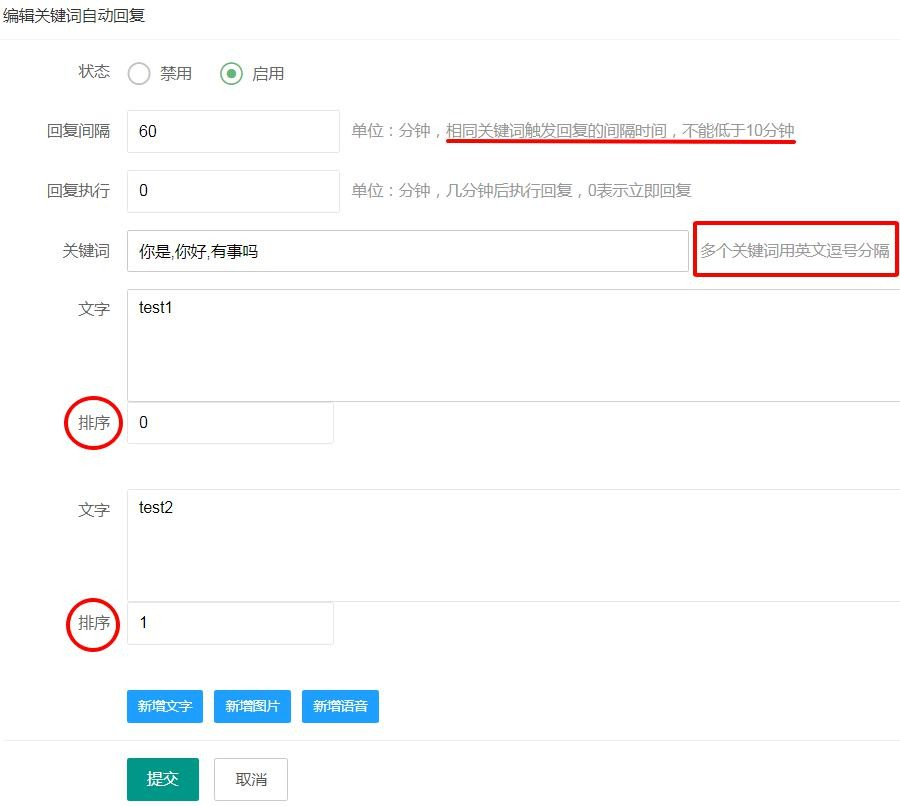 编辑关键词自动回复
状态 禁用 启用
回复间隔 60 单位：分钟，相同关键词触发回复的间隔时间，不能低于10分钟
回复执行 0 单位：分钟，几分钟后执行回复，0表示立即回复
关键词 你是,你好,有事吗 多个关键词用英文逗号分隔
文字 test1
排序 0
文字 test2
排序 1
新增文字 新增图片 新增语音
提交 取消